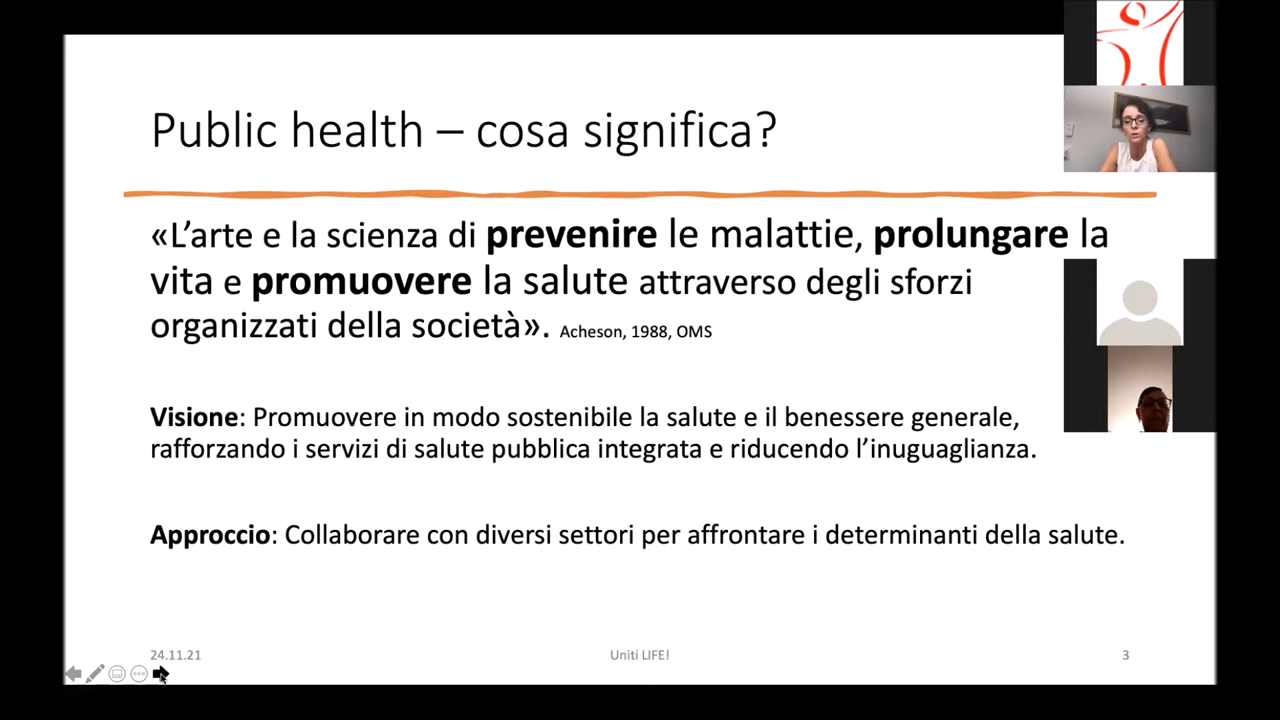 Public health – cosa significa?
«L’arte e la scienza di prevenire le malattie, prolungare la
vita e promuovere la salute attraverso degli sforzi
organizzati della società». Acheson, 1988, OMS
Visione: Promuovere in modo sostenibile la salute e il benessere generale,
rafforzando i servizi di salute pubblica integrata e riducendo l’inuguaglianza.
Approccio: Collaborare con diversi settori per affrontare i determinanti della salute.
24.11.21
Uniti LIFE!
3